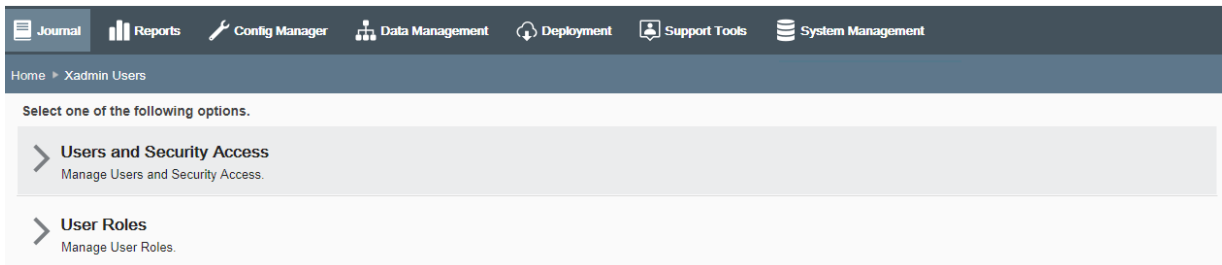 Journal Reports Config Manager Data Management Deployment Support Tools System Management
Home Xadmin Users
Select one of the following options.
Users and Security Access
Manage Users and Security Access.
User Roles
Manage User Roles.